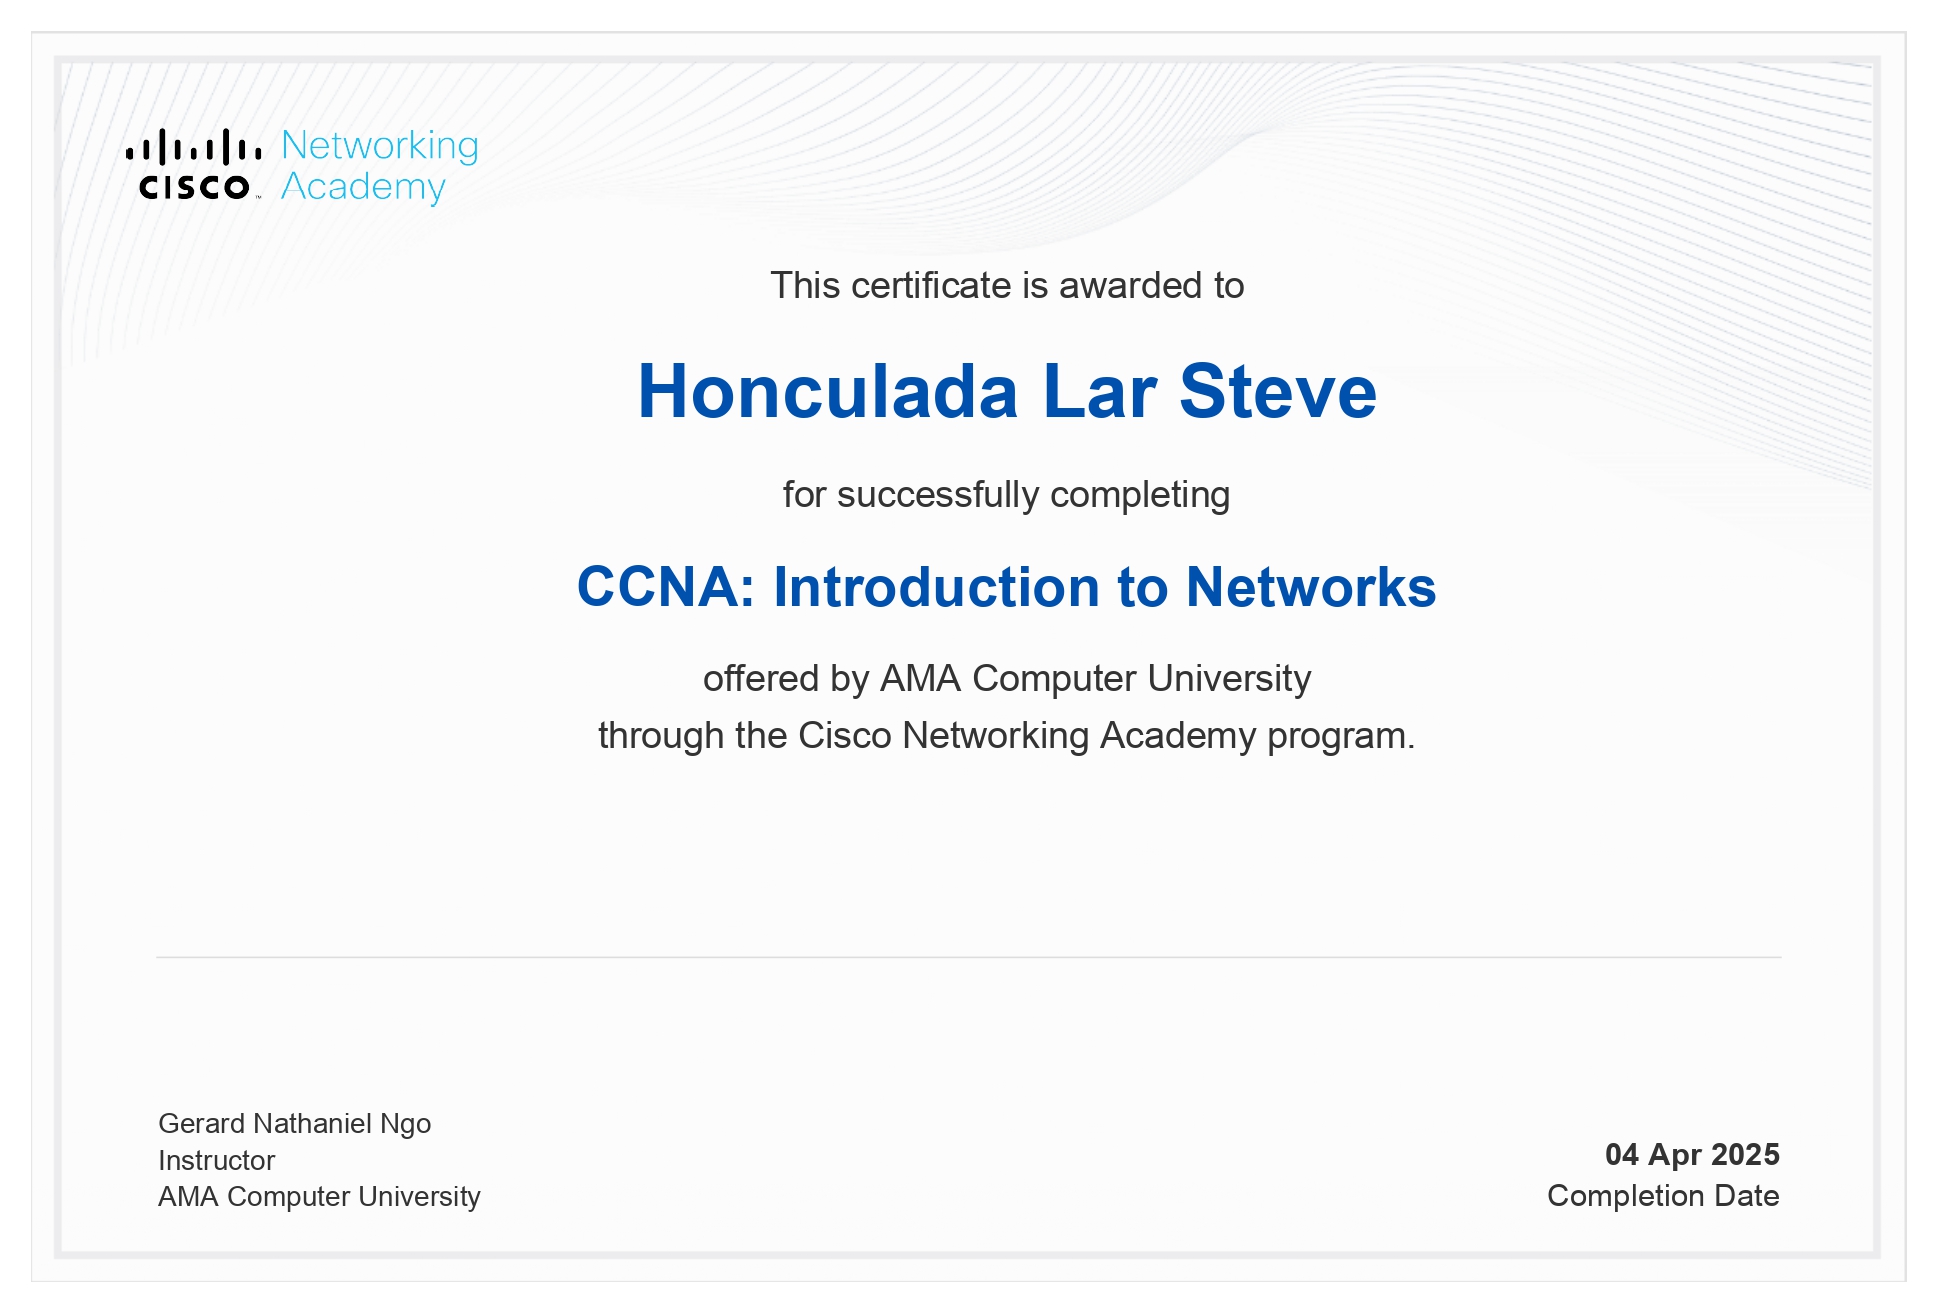 cisco™ Networking
Academy
This certificate is awarded to
Honculada Lar Steve
for successfully completing
CCNA: Introduction to Networks
offered by AMA Computer University
through the Cisco Networking Academy program.
Gerard Nathaniel Ngo
Instructor
AMA Computer University
04 Apr 2025
Completion Date